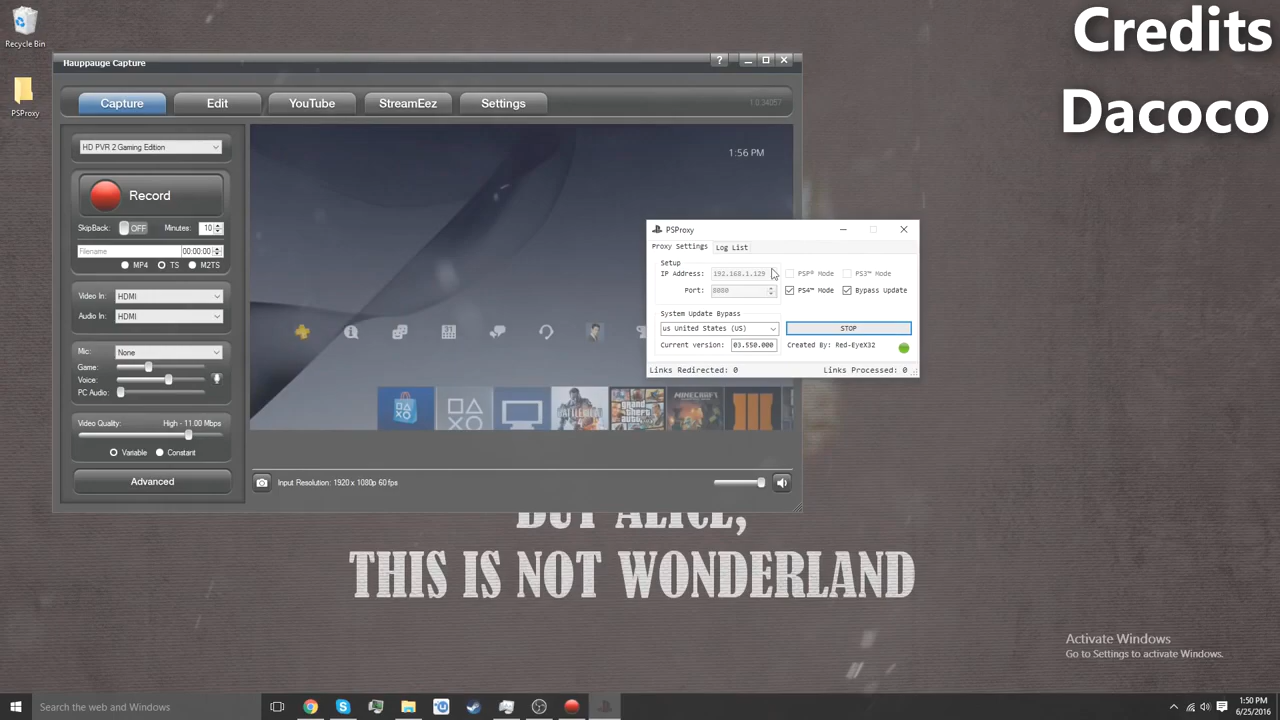 Credits
Dacoco
Recycle Bin
PSProxy
Hauppauge Capture
?
Capture
Edit
YouTube
StreamEez
Settings
1.0.34057
HD PVR 2 Gaming Edition
Record
SkipBack:
OFF
Minutes:
10
Filename
00:00:00
MP4
TS
M2TS
Video In:
HDMI
Audio In:
HDMI
Mic:
None
Game:
Voice:
PC Audio:
Video Quality:
High - 11.00 Mbps
Variable
Constant
Advanced
1:56 PM
Input Resolution: 1920 x 1080p 60 fps
PSProxy
Proxy Settings
Log List
Setup
IP Address:
192.168.1.129
PSP® Mode
PS3™ Mode
Port:
8080
PS4™ Mode
Bypass Update
System Update Bypass
us United States (US)
STOP
Current version:
03.550.000
Created By: Red-EyeX32
Links Redirected: 0
Links Processed: 0
BUT ALICE,
THIS IS NOT WONDERLAND
Activate Windows
Go to Settings to activate Windows.
Search the web and Windows
1:50 PM
6/25/2016